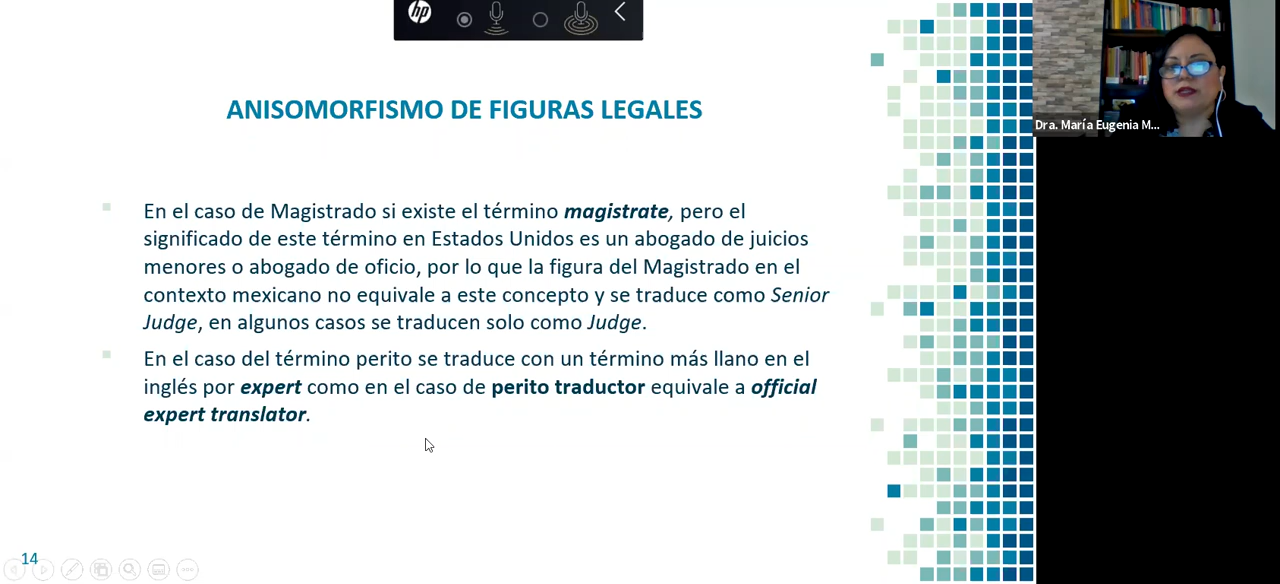 hp
Dra. María Eugenia M...
ANISOMORFISMO DE FIGURAS LEGALES
En el caso de Magistrado si existe el término magistrate, pero el
significado de este término en Estados Unidos es un abogado de juicios
menores o abogado de oficio, por lo que la figura del Magistrado en el
contexto mexicano no equivale a este concepto y se traduce como Senior
Judge, en algunos casos se traducen solo como Judge.
En el caso del término perito se traduce con un término más llano en el
inglés por expert como en el caso de perito traductor equivale a official
expert translator.
14